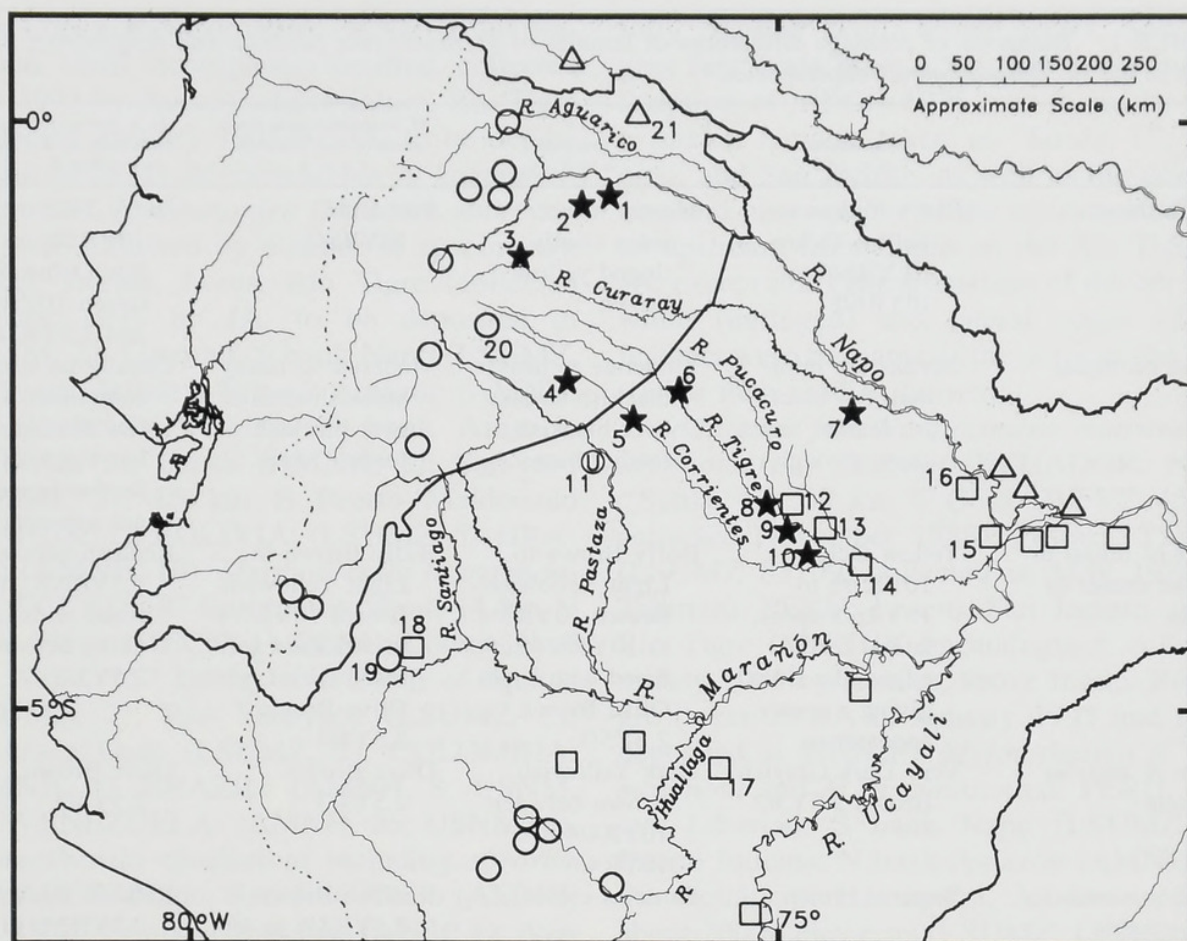 0 50 100 150 200 250
Approximate Scale (km)
R. Aguarico
21
0°
1
2
3
R. Curaray
R. Napo
20
R. Pucacuro
6
4
5
7
R. Tigre
R. Corrientes
U
11
16
8
12
9
13
15
10
14
R. Santiago
R. Pastaza
18
19
R. Marañón
5°S
17
R. Huallaga
R. Ucayali
80°W
75°